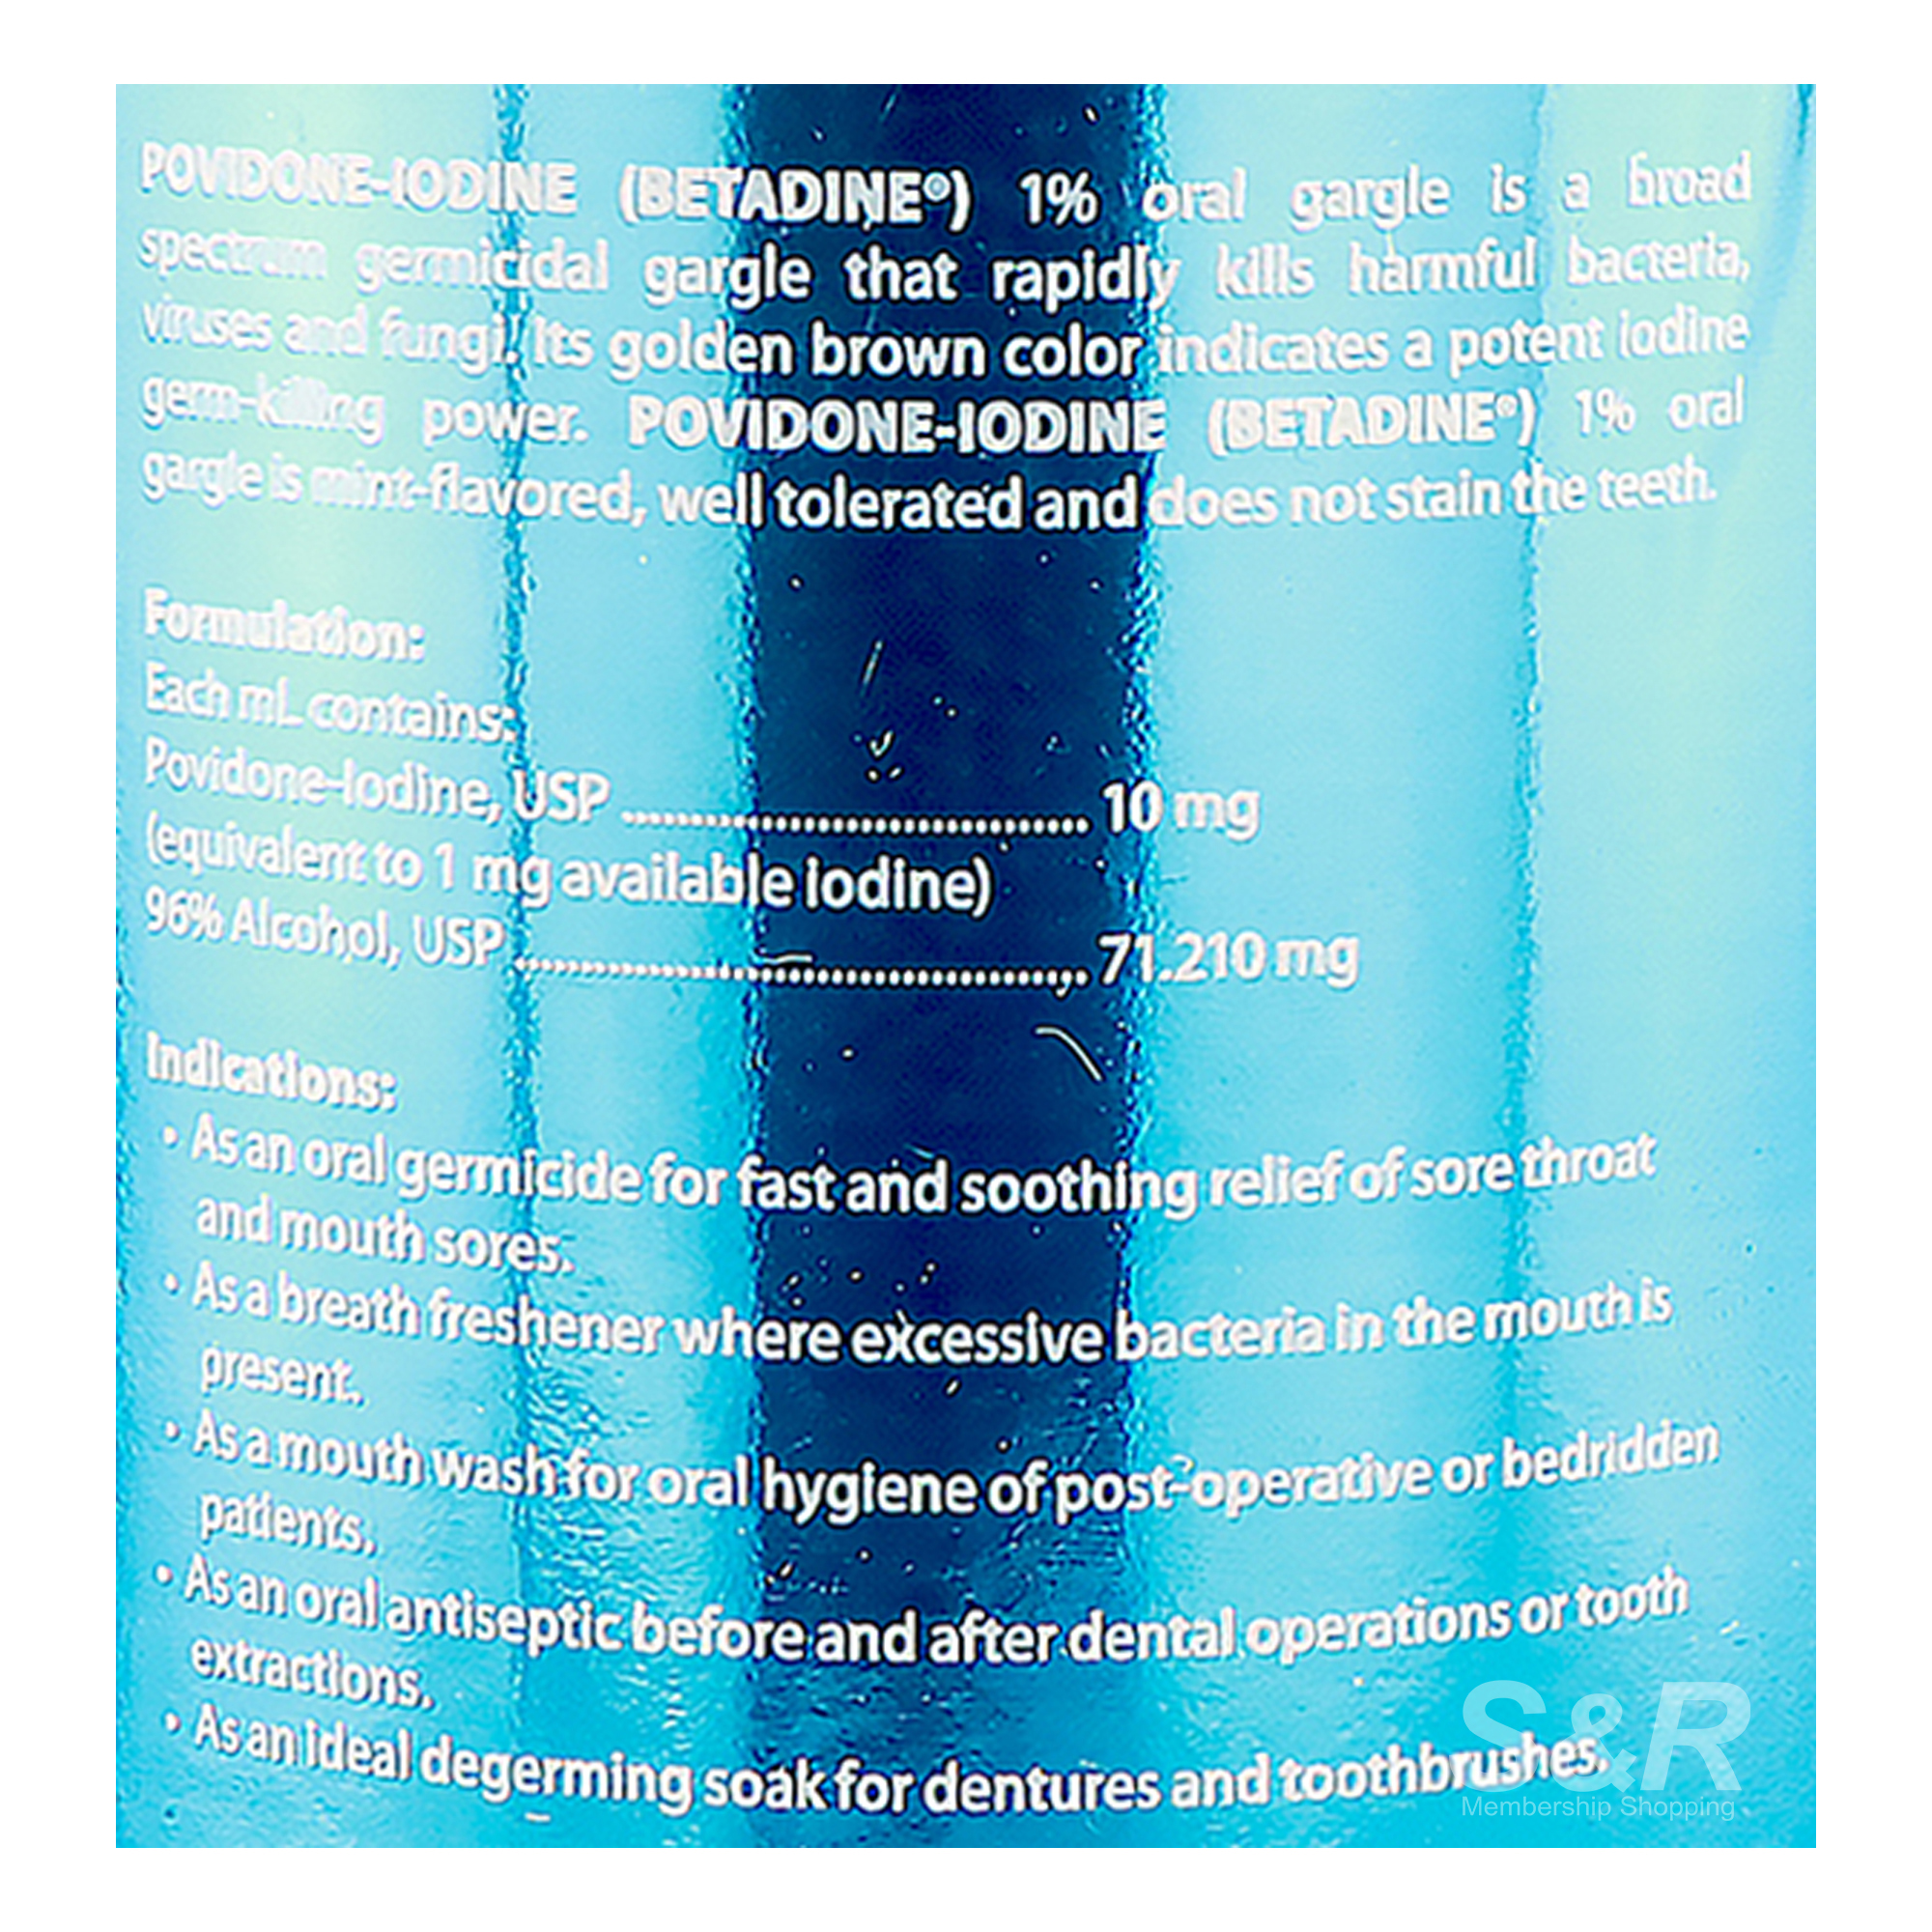 POVIDONE-IODINE (BETADINE®) 1% oral gargle is a broad
spectrum germicidal gargle that rapidly kills harmful bacteria,
viruses and fungi. Its golden brown color indicates a potent iodine
germ-killing power. POVIDONE-IODINE (BETADINE®) 1% oral
gargle is mint-flavored, well tolerated and does not stain the teeth.
Formulation:
Each mL contains:
Povidone-Iodine, USP .................................. 10 mg
(equivalent to 1 mg available iodine)
96% Alcohol, USP .......................................... 71.210 mg
Indications:
• As an oral germicide for fast and soothing relief of sore throat
and mouth sores.
• As a breath freshener where excessive bacteria in the mouth is
present.
• As a mouth wash for oral hygiene of post-operative or bedridden
patients.
• As an oral antiseptic before and after dental operations or tooth
extractions.
• As an ideal degerming soak for dentures and toothbrushes.
S&R
Membership Shopping